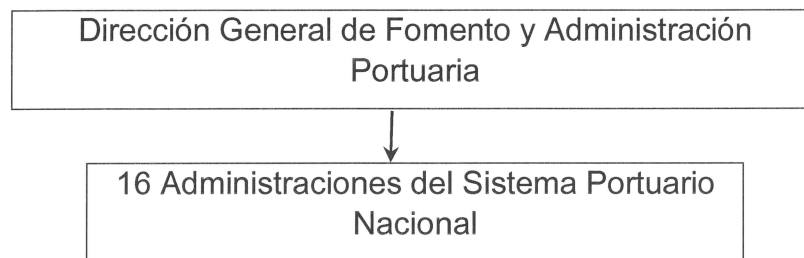 Dirección General de Fomento y Administración
Portuaria
16 Administraciones del Sistema Portuario
Nacional